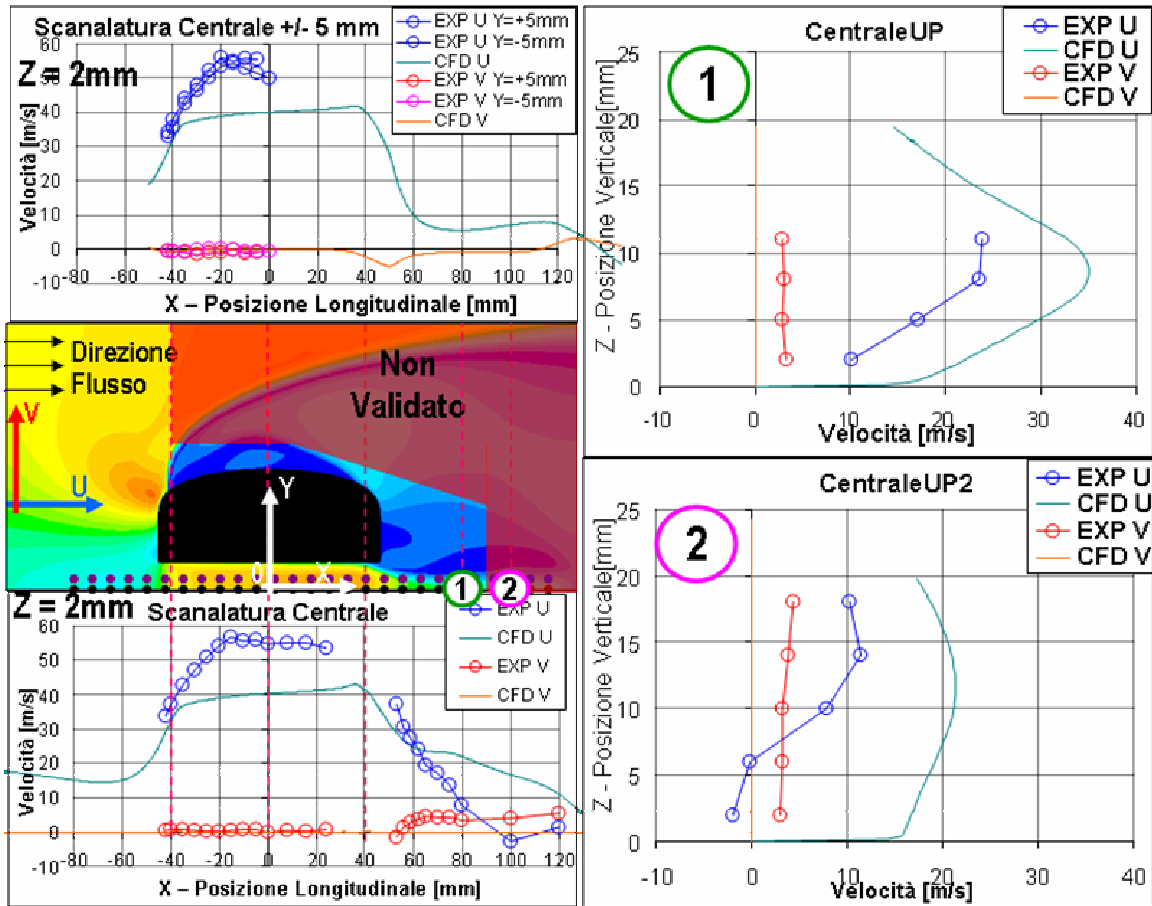 Scanalatura Centrale +/- 5 mm
Z = 2mm
EXP U Y=+5mm
EXP U Y=-5mm
CFD U
EXP V Y=+5mm
EXP V Y=-5mm
CFD V
Velocità [m/s]
60
50
40
30
20
10
0
-10
-80 -60 -40 -20 0 20 40 60 80 100 120
X – Posizione Longitudinale [mm]
Direzione
Flusso
Non
Validato
V
U
Y
0
X
1
2
Z = 2mm
Scanalatura Centrale
EXP U
CFD U
EXP V
CFD V
Velocità [m/s]
60
50
40
30
20
10
0
-10
-80 -60 -40 -20 0 20 40 60 80 100 120
X – Posizione Longitudinale [mm]
CentraleUP
1
EXP U
CFD U
EXP V
CFD V
Z - Posizione Verticale[mm]
25
20
15
10
5
0
-10 0 10 20 30 40
Velocità [m/s]
CentraleUP2
2
EXP U
CFD U
EXP V
CFD V
Z - Posizione Verticale[mm]
25
20
15
10
5
0
-10 0 10 20 30 40
Velocità [m/s]